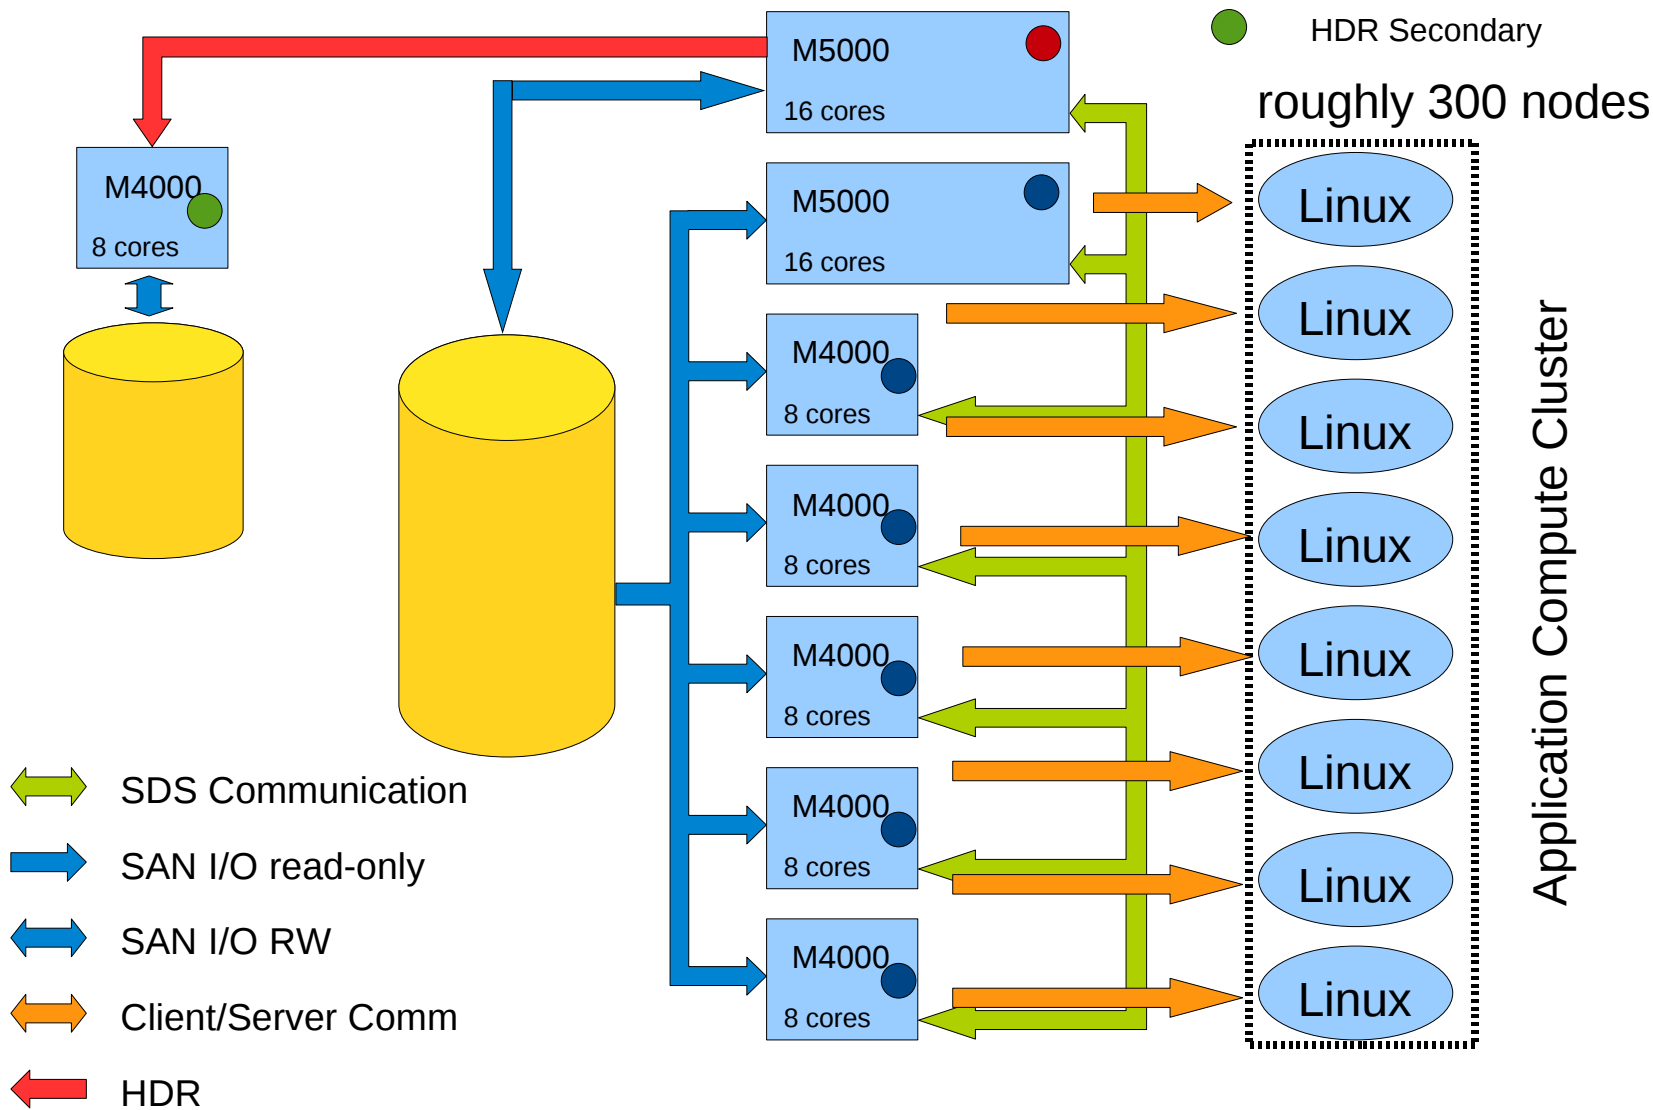 HDR Secondary
roughly 300 nodes
M5000
16 cores
M4000
8 cores
M5000
16 cores
M4000
8 cores
M4000
8 cores
M4000
8 cores
M4000
8 cores
M4000
8 cores
Linux
Linux
Linux
Linux
Linux
Linux
Linux
Linux
Application Compute Cluster
SDS Communication
SAN I/O read-only
SAN I/O RW
Client/Server Comm
HDR